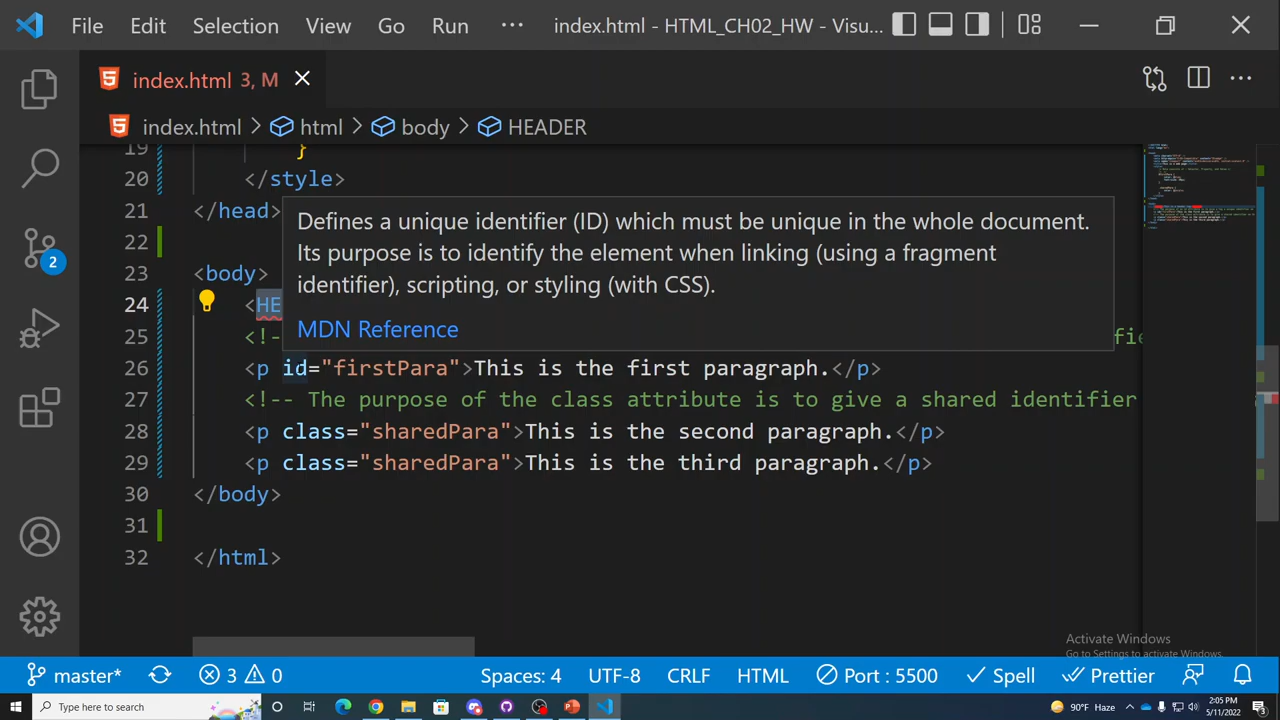 File Edit Selection View Go Run ··· index.html - HTML_CH02_HW - Visu...
index.html 3, M
index.html > html > body > HEADER
19 }
20 </style>
21 </head>
Defines a unique identifier (ID) which must be unique in the whole document.
22
Its purpose is to identify the element when linking (using a fragment
23 <body>
identifier), scripting, or styling (with CSS).
24 <HE
MDN Reference
25 <!-
26 <p id="firstPara">This is the first paragraph.</p>
27 <!-- The purpose of the class attribute is to give a shared identifier
28 <p class="sharedPara">This is the second paragraph.</p>
29 <p class="sharedPara">This is the third paragraph.</p>
30 </body>
31
32 </html>
2
Activate Windows
Go to Settings to activate Windows.
master* 3 0 Spaces: 4 UTF-8 CRLF HTML Port : 5500 Spell Prettier
Type here to search 90°F Haze 2:05 PM
5/11/2022